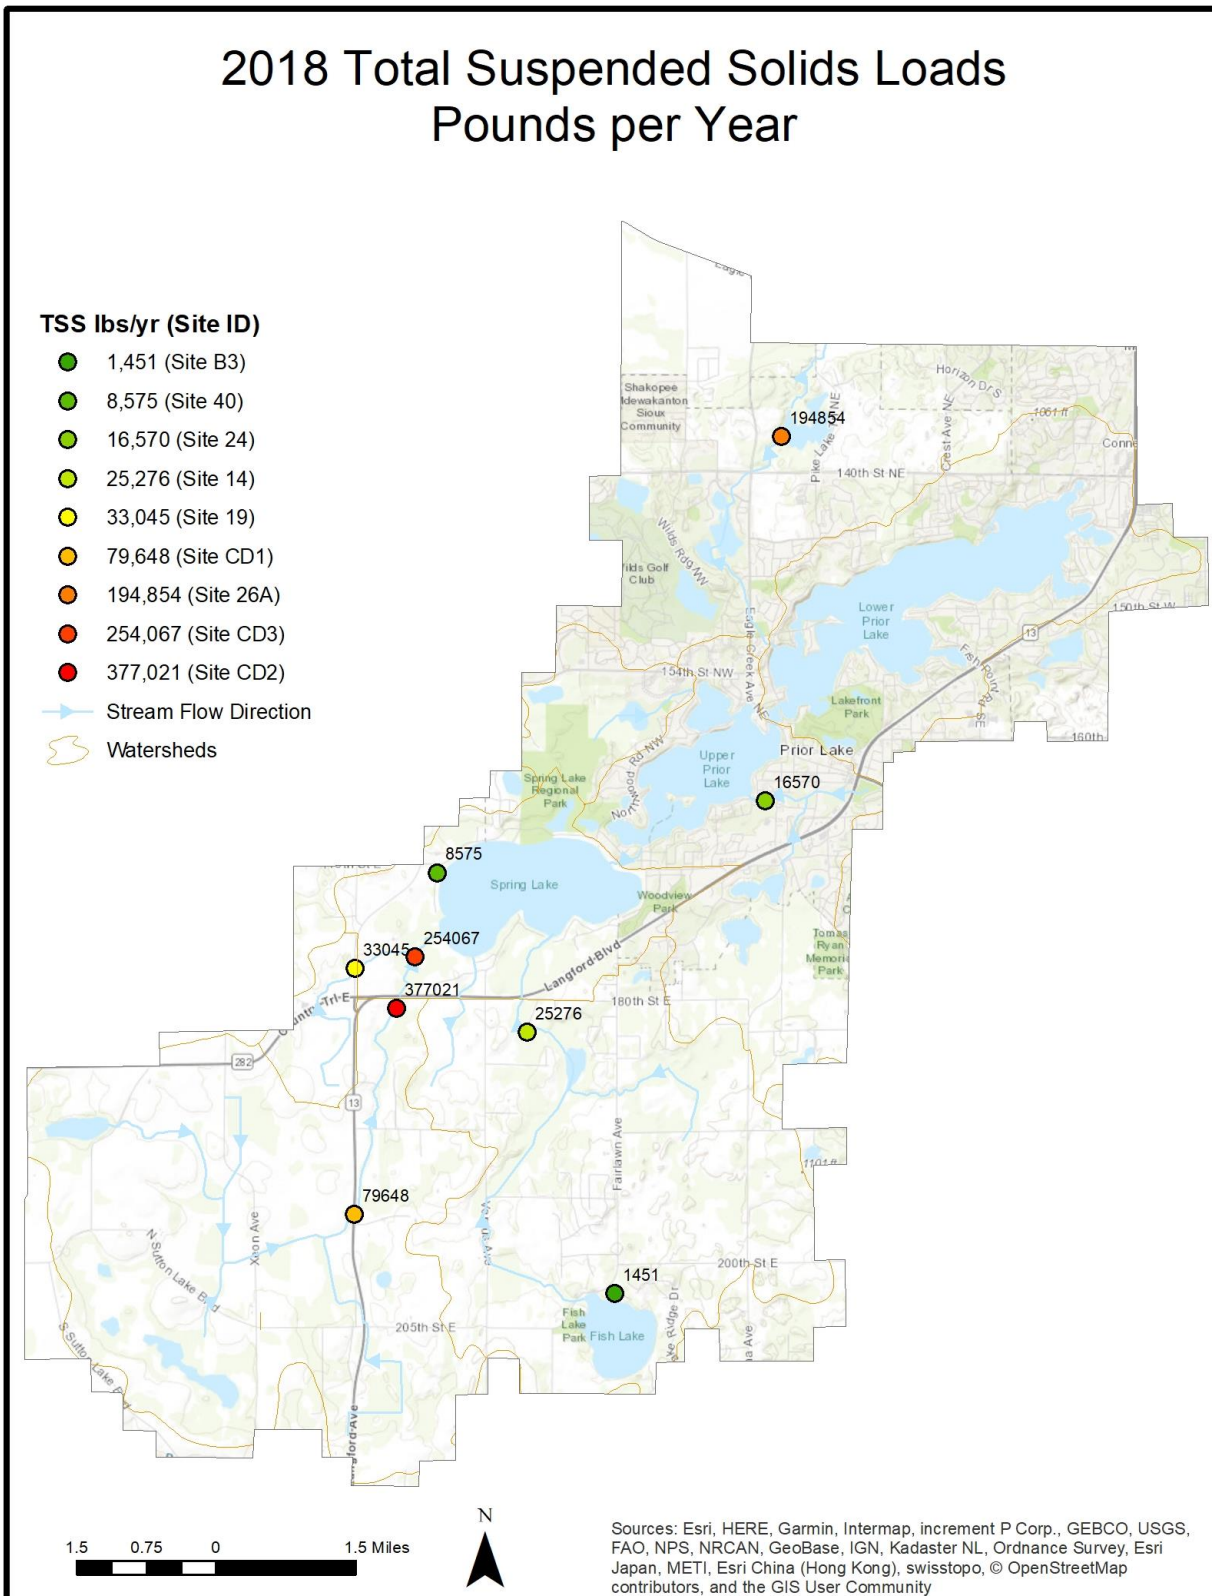 2018 Total Suspended Solids Loads
Pounds per Year
TSS lbs/yr (Site ID)
1,451 (Site B3)
8,575 (Site 40)
16,570 (Site 24)
25,276 (Site 14)
33,045 (Site 19)
79,648 (Site CD1)
194,854 (Site 26A)
254,067 (Site CD3)
377,021 (Site CD2)
Stream Flow Direction
Watersheds
Eagle
Shakopee
Mdewakanton
Sioux
Community
Horizon Dr S
1061 ft
Crest Ave NE
194854
140th St NE
Wilds Rdg NW
Wilds Golf
Club
Eagle Creek Ave NE
Lower
Prior
Lake
13
150th St W
154th St NW
Lakefront
Park
160th
Upper
Prior
Lake
Prior Lake
Spring Lake
Regional
Park
16570
8575
Spring Lake
Woodview
Park
254067
33045
Langford Blvd
377021
180th St E
25276
282
13
Fairlawn Ave
1101 ft
79648
Xeon Ave
N Sutton Lake Blvd
200th St E
1451
Fish
Lake
Park
Fish Lake
205th St E
S Sutton Lake Blvd
N
1.5 0.75 0 1.5 Miles
Sources: Esri, HERE, Garmin, Intermap, increment P Corp., GEBCO, USGS,
FAO, NPS, NRCAN, GeoBase, IGN, Kadaster NL, Ordnance Survey, Esri
Japan, METI, Esri China (Hong Kong), swisstopo, © OpenStreetMap
contributors, and the GIS User Community